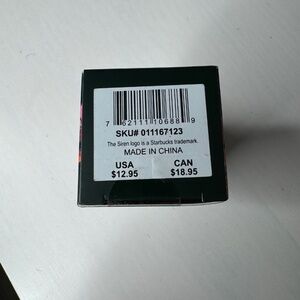 7 62111 10688 9
SKU# 011167123
The Siren logo is a Starbucks trademark.
MADE IN CHINA
USA CAN
$12.95 $18.95